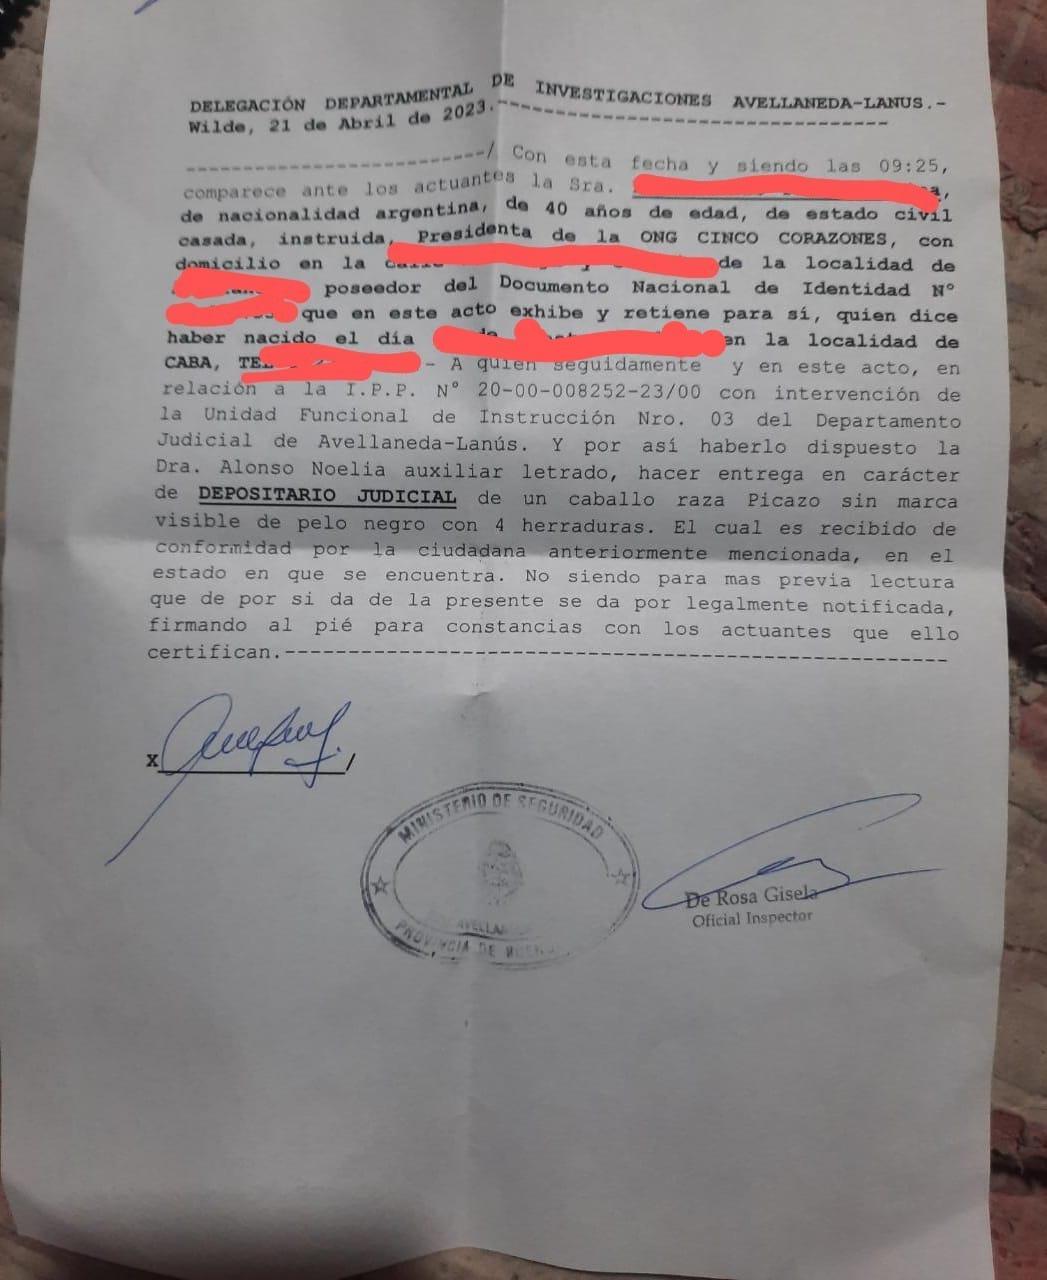 DELEGACIÓN DEPARTAMENTAL DE INVESTIGACIONES AVELLANEDA-LANUS.-
Wilde, 21 de Abril de 2023.-----------------------------------
-------------------------/ Con esta fecha y siendo las 09:25,
comparece ante los actuantes la Sra.
de nacionalidad argentina, de 40 años de edad, de estado civil
casada, instruida, Presidenta de la ONG CINCO CORAZONES, con
domicilio en la de la localidad de
poseedor del Documento Nacional de Identidad N°
que en este acto exhibe y retiene para sí, quien dice
haber nacido el día en la localidad de
CABA, - A quien seguidamente y en este acto, en
relación a la I.P.P. N° 20-00-008252-23/00 con intervención de
la Unidad Funcional de Instrucción Nro. 03 del Departamento
Judicial de Avellaneda-Lanús. Y por así haberlo dispuesto la
Dra. Alonso Noelia auxiliar letrado, hacer entrega en carácter
de DEPOSITARIO JUDICIAL de un caballo raza Picazo sin marca
visible de pelo negro con 4 herraduras. El cual es recibido de
conformidad por la ciudadana anteriormente mencionada, en el
estado en que se encuentra. No siendo para mas previa lectura
que de por si da de la presente se da por legalmente notificada,
firmando al pié para constancias con los actuantes que ello
certifican.---------------------------------------------------
X /
MINISTERIO DE SEGURIDAD
PROVINCIA DE
De Rosa Gisela
Oficial Inspector